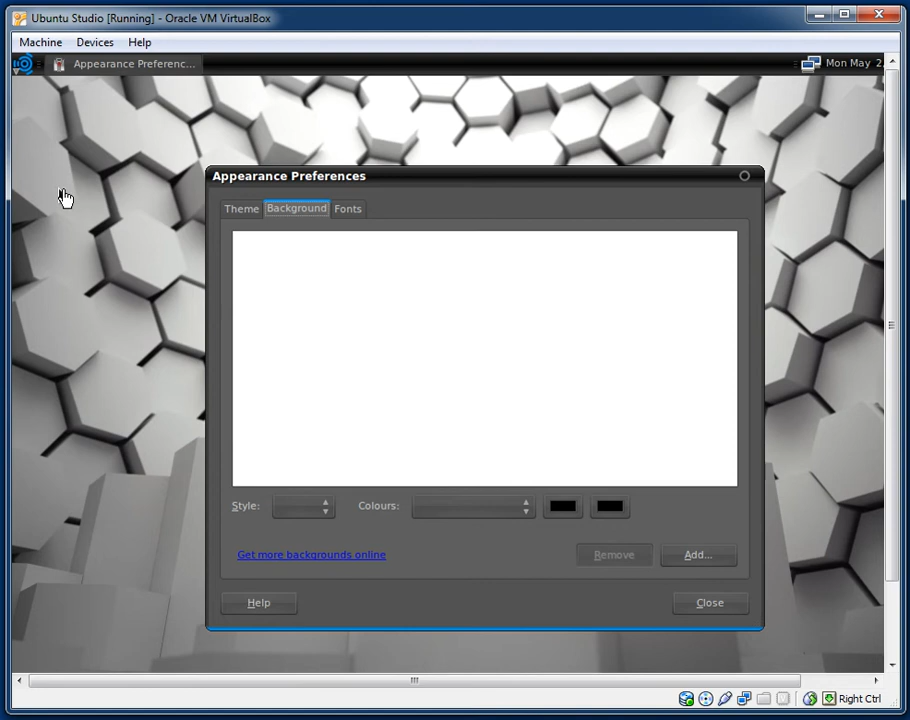 Ubuntu Studio [Running] - Oracle VM VirtualBox
Machine Devices Help
Appearance Preferenc... Mon May 2
Appearance Preferences
Theme Background Fonts
Style: Colours:
Get more backgrounds online Remove Add...
Help Close
Right Ctrl